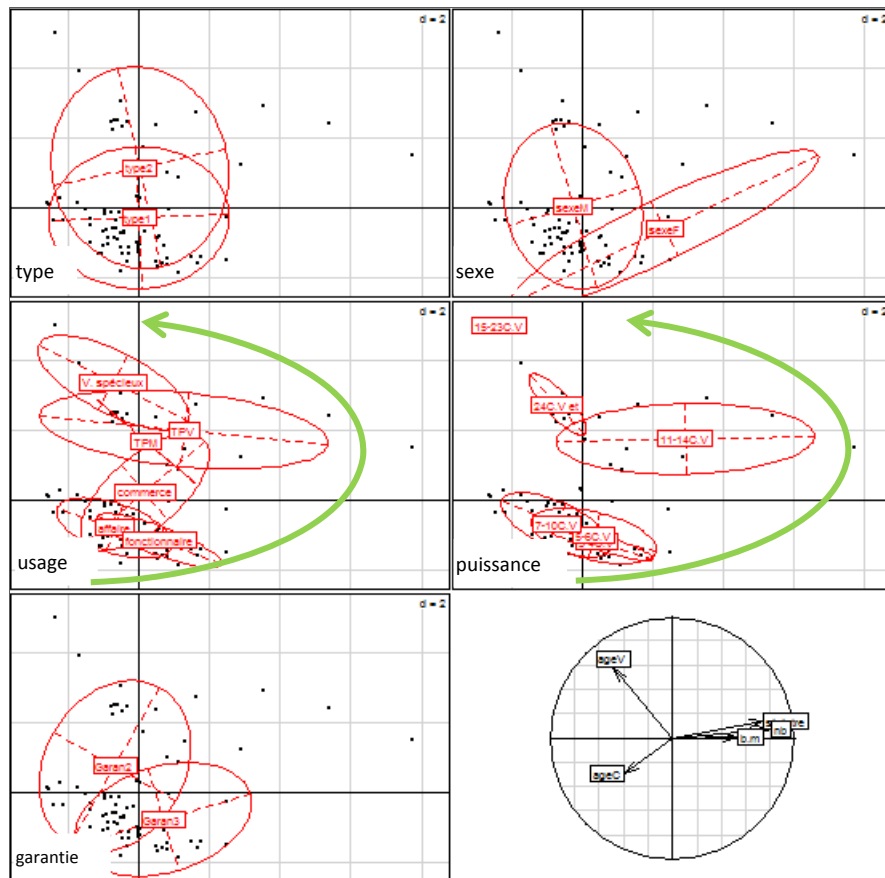 d = 2
type2
type1
type
d = 2
sexeM
sexeF
sexe
d = 2
V. spécieux
TPV
TPM
commerce
affaire
fonctionnaire
usage
d = 2
15-23C.V
24C.V et
11-14C.V
7-10C.V
5-6C.V
puissance
d = 2
Garan2
Garan3
garantie
ageV
nb
b.m
ageC